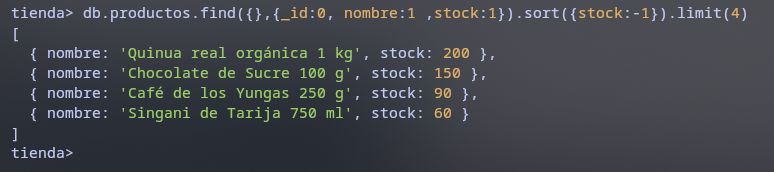 tienda> db.productos.find({},{_id:0, nombre:1 ,stock:1}).sort({stock:-1}).limit(4)
[
  { nombre: 'Quinua real orgánica 1 kg', stock: 200 },
  { nombre: 'Chocolate de Sucre 100 g', stock: 150 },
  { nombre: 'Café de los Yungas 250 g', stock: 90 },
  { nombre: 'Singani de Tarija 750 ml', stock: 60 }
]
tienda>